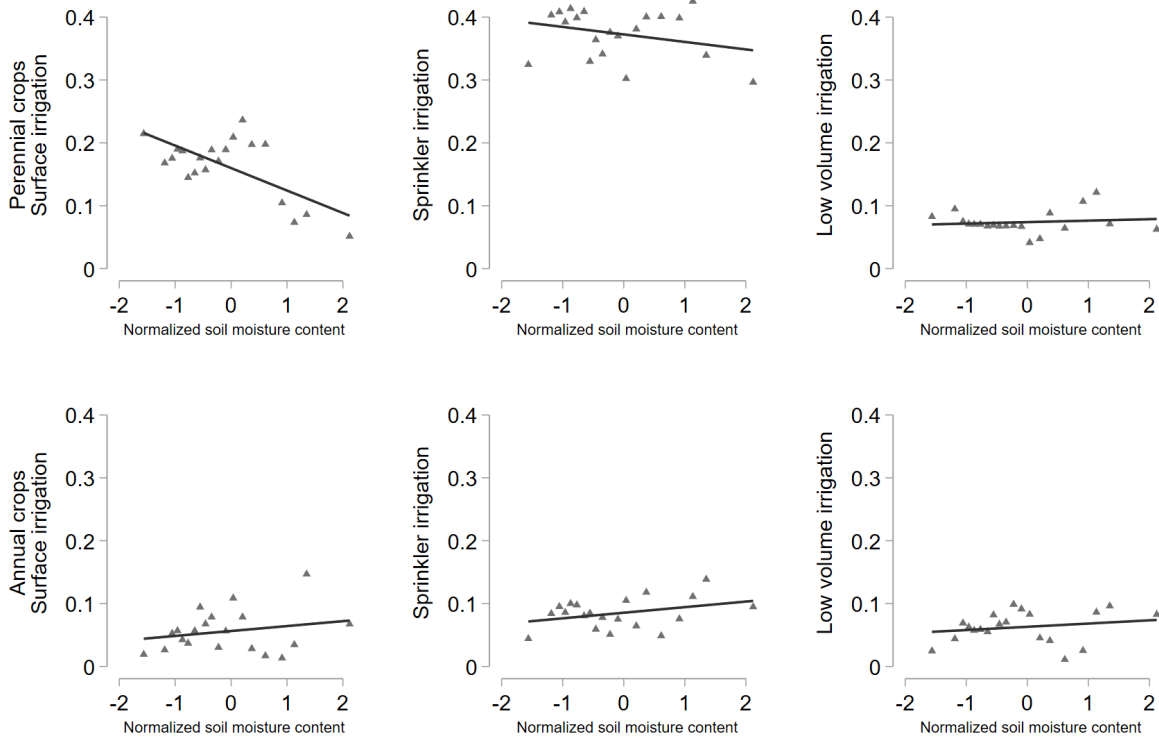 Perennial crops
Surface irrigation
0.4
0.3
0.2
0.1
0
-2 -1 0 1 2
Normalized soil moisture content
Sprinkler irrigation
0.4
0.3
0.2
0.1
0
-2 -1 0 1 2
Normalized soil moisture content
Low volume irrigation
0.4
0.3
0.2
0.1
0
-2 -1 0 1 2
Normalized soil moisture content
Annual crops
Surface irrigation
0.4
0.3
0.2
0.1
0
-2 -1 0 1 2
Normalized soil moisture content
Sprinkler irrigation
0.4
0.3
0.2
0.1
0
-2 -1 0 1 2
Normalized soil moisture content
Low volume irrigation
0.4
0.3
0.2
0.1
0
-2 -1 0 1 2
Normalized soil moisture content